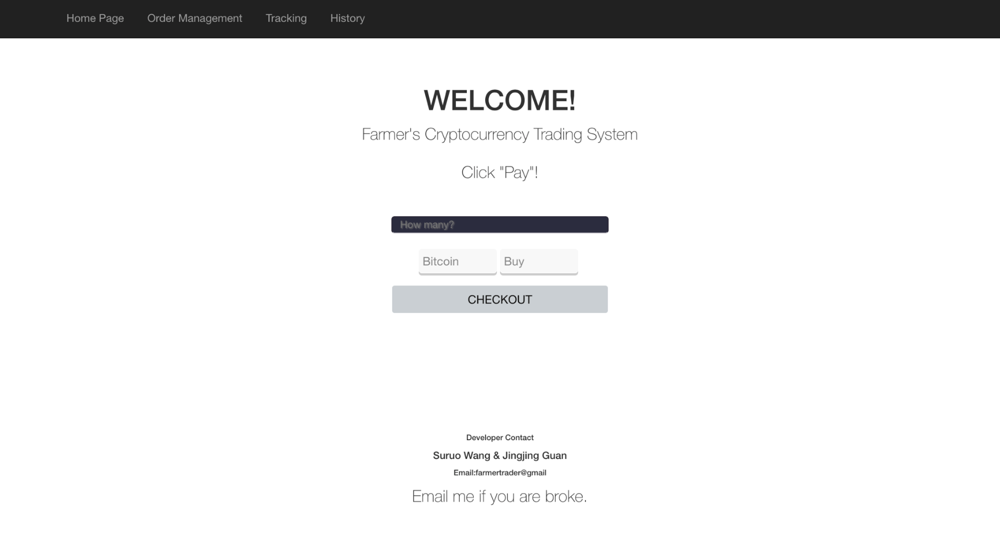 Home Page Order Management Tracking History
WELCOME!
Farmer's Cryptocurrency Trading System
Click "Pay"!
How many?
Bitcoin Buy
CHECKOUT
Developer Contact
Suruo Wang & Jingjing Guan
Email:farmertrader@gmail
Email me if you are broke.